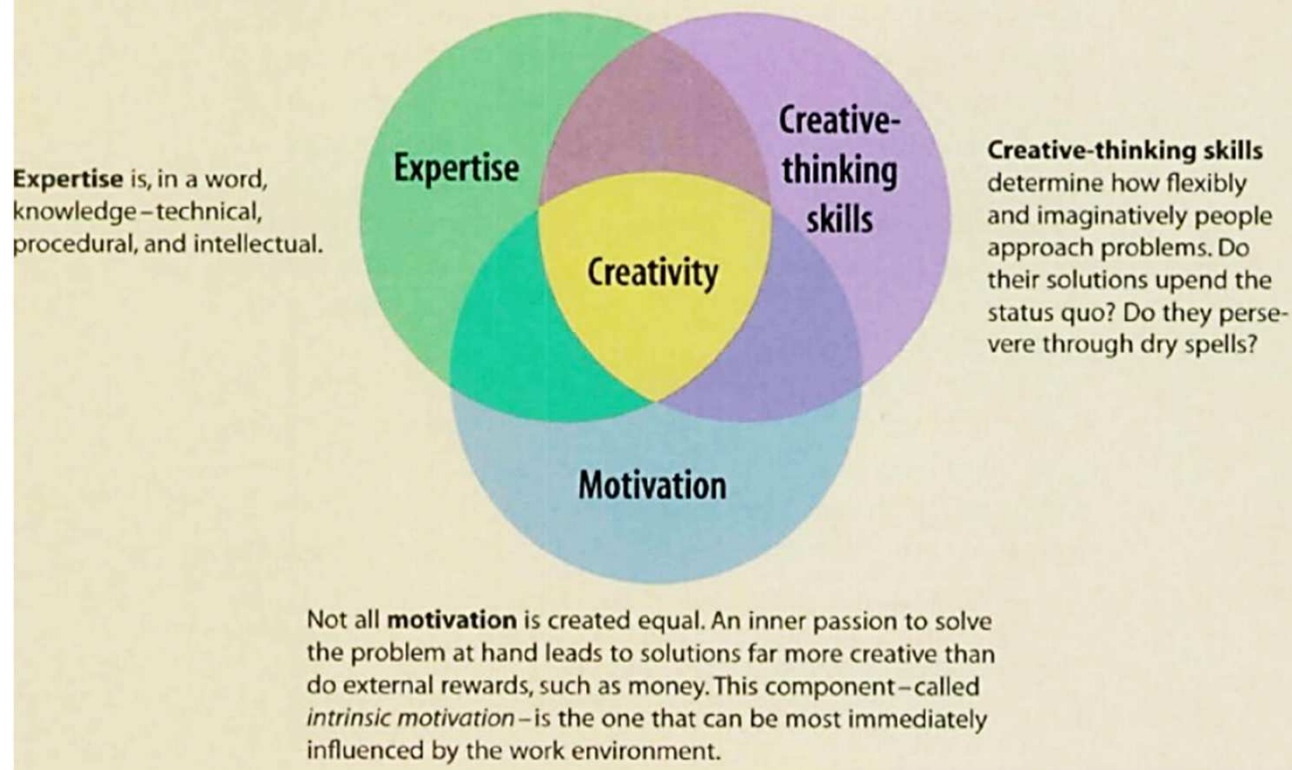 Expertise
Creative-
thinking
skills
Creativity
Motivation
Expertise is, in a word,
knowledge–technical,
procedural, and intellectual.
Creative-thinking skills
determine how flexibly
and imaginatively people
approach problems. Do
their solutions upend the
status quo? Do they perse-
vere through dry spells?
Not all motivation is created equal. An inner passion to solve
the problem at hand leads to solutions far more creative than
do external rewards, such as money. This component–called
intrinsic motivation–is the one that can be most immediately
influenced by the work environment.